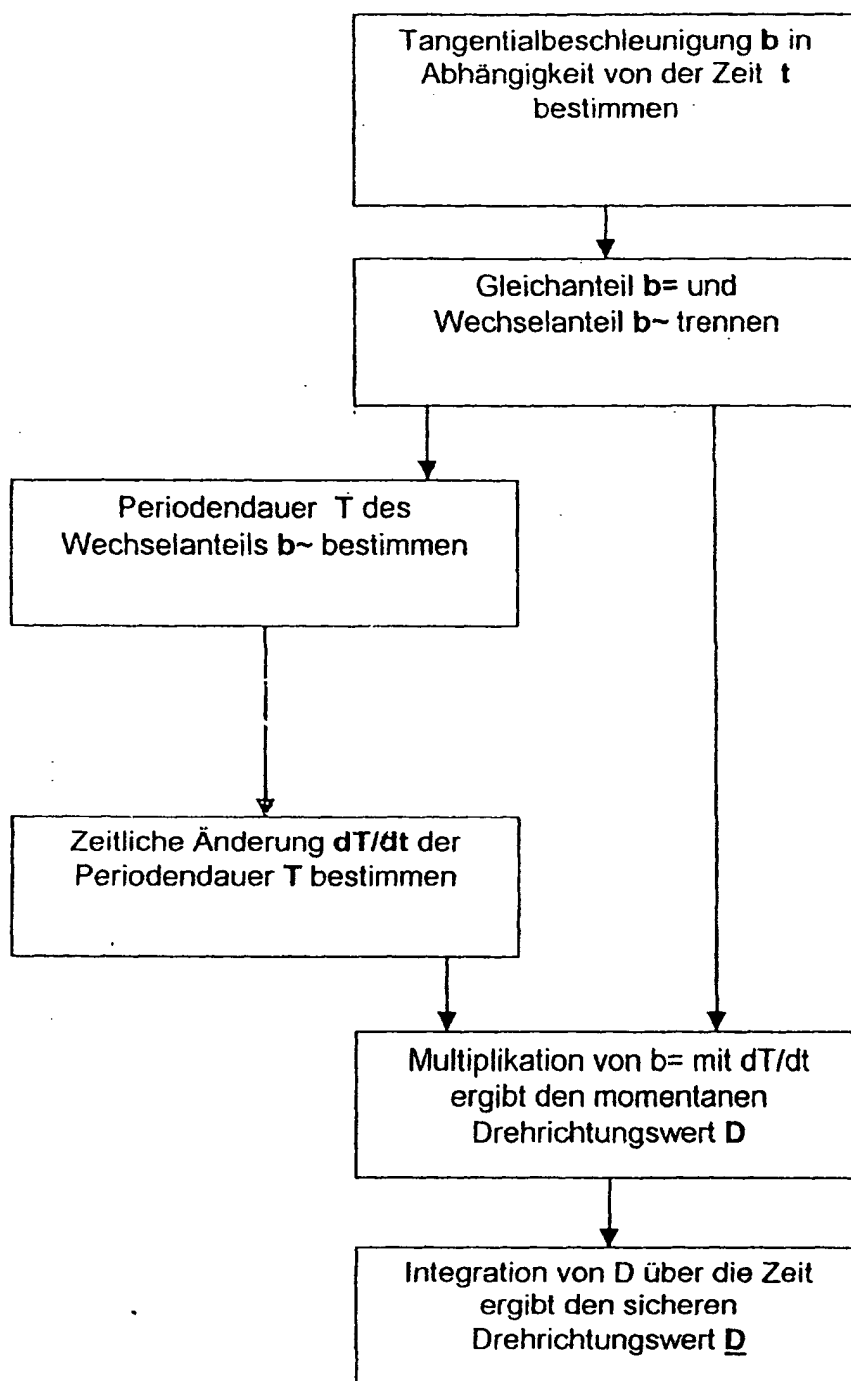 Tangentialbeschleunigung b in
Abhängigkeit von der Zeit t
bestimmen
Gleichanteil b= und
Wechselanteil b~ trennen
Periodendauer T des
Wechselanteils b~ bestimmen
Zeitliche Änderung dT/dt der
Periodendauer T bestimmen
Multiplikation von b= mit dT/dt
ergibt den momentanen
Drehrichtungswert D
Integration von D über die Zeit
ergibt den sicheren
Drehrichtungswert D